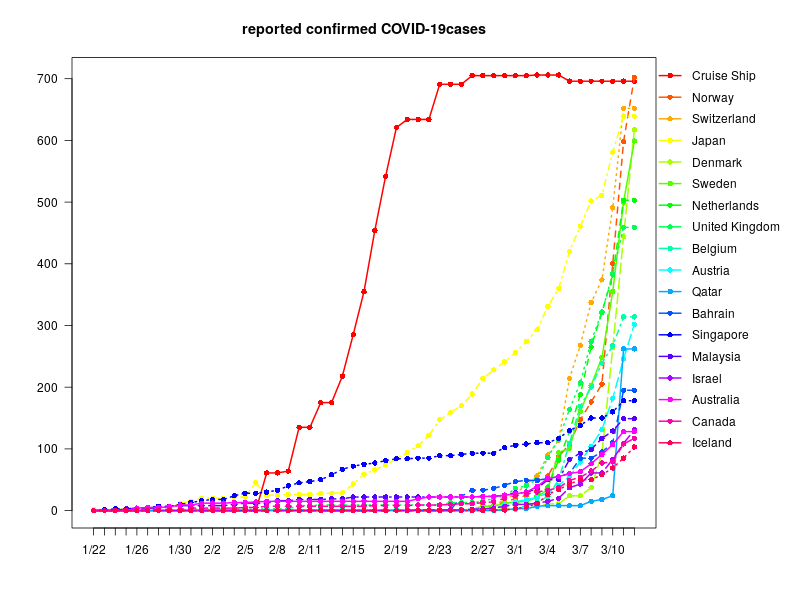 reported confirmed COVID-19cases
700
600
500
400
300
200
100
0
1/22 1/26 1/30 2/2 2/5 2/8 2/11 2/15 2/19 2/23 2/27 3/1 3/4 3/7 3/10
Cruise Ship
Norway
Switzerland
Japan
Denmark
Sweden
Netherlands
United Kingdom
Belgium
Austria
Qatar
Bahrain
Singapore
Malaysia
Israel
Australia
Canada
Iceland